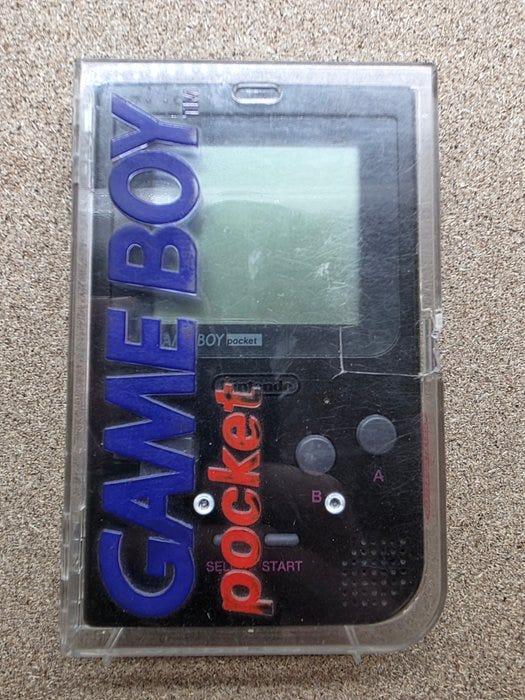 GAMEBOY™
pocket
BOY pocket
Nintendo
B
A
SELECT START